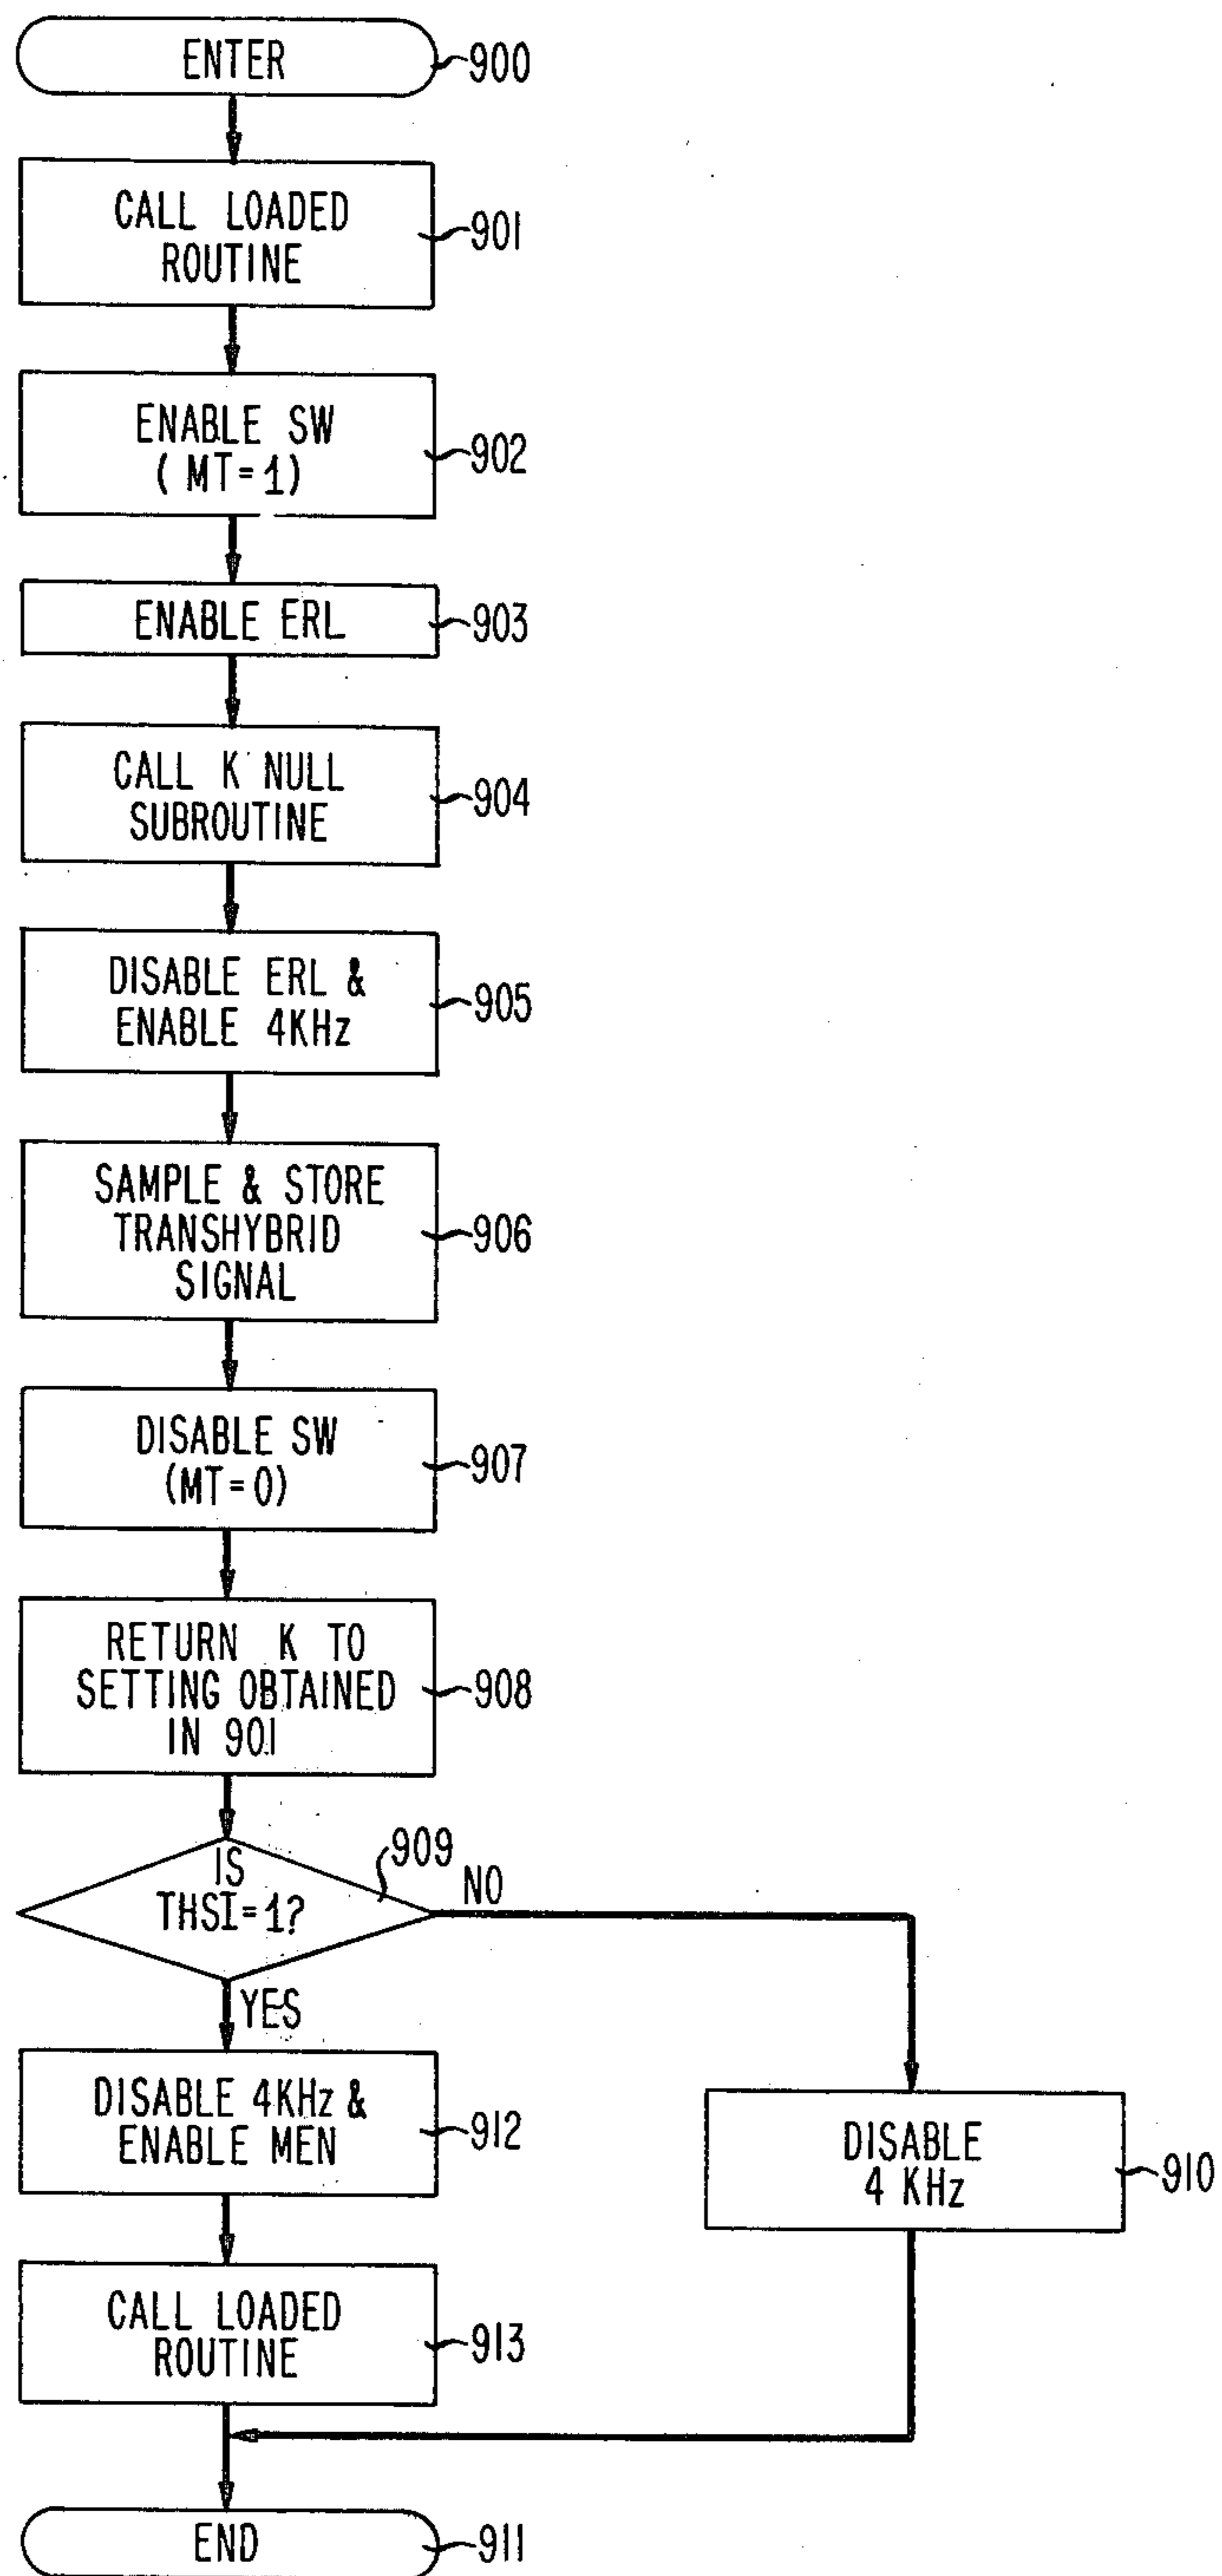 ENTER
900
CALL LOADED
ROUTINE
901
ENABLE SW
(MT=1)
902
ENABLE ERL
903
CALL K NULL
SUBROUTINE
904
DISABLE ERL &
ENABLE 4KHz
905
SAMPLE & STORE
TRANSHYBRID
SIGNAL
906
DISABLE SW
(MT=0)
907
RETURN K TO
SETTING OBTAINED
IN 901
908
IS
THSI=1?
909
NO
YES
DISABLE 4KHz &
ENABLE MEN
912
DISABLE
4 KHz
910
CALL LOADED
ROUTINE
913
END
911